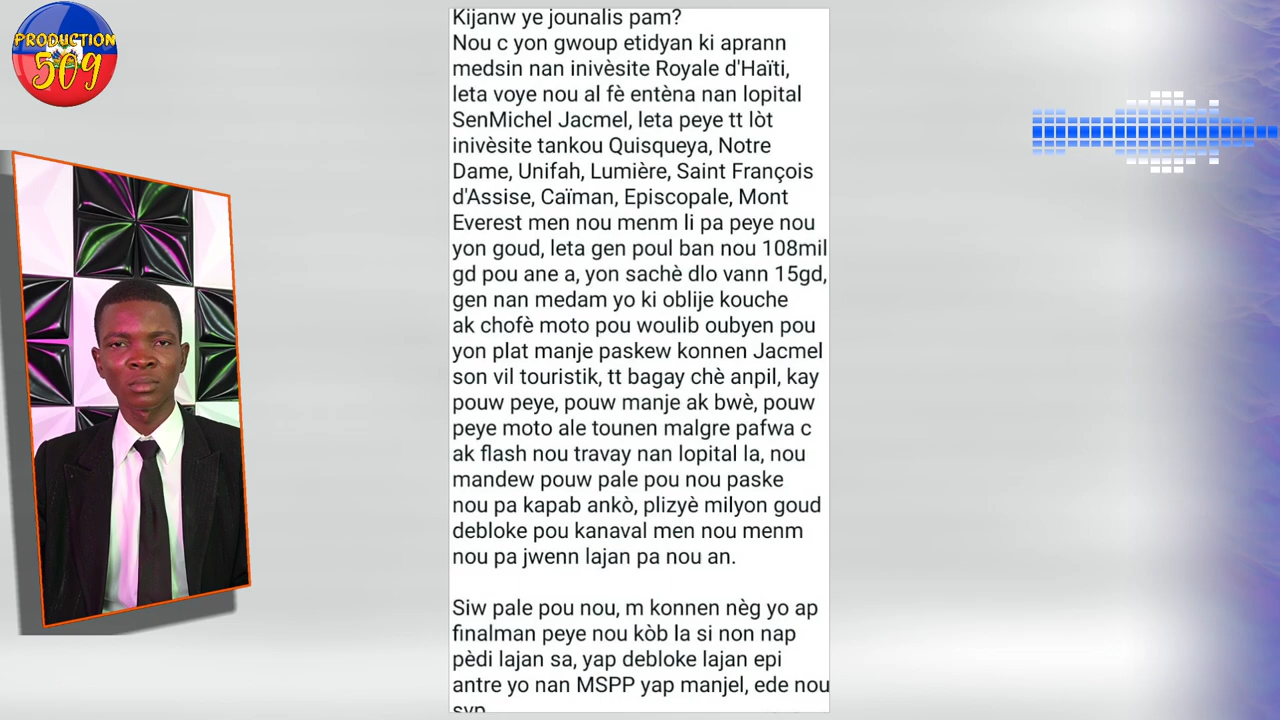 PRODUCTION
509
Kijanw ye jounalis pam?
Nou c yon gwoup etidyan ki aprann
medsin nan inivèsite Royale d'Haïti,
leta voye nou al fè entèna nan lopital
SenMichel Jacmel, leta peye tt lòt
inivèsite tankou Quisqueya, Notre
Dame, Unifah, Lumière, Saint François
d'Assise, Caïman, Episcopale, Mont
Everest men nou menm li pa peye nou
yon goud, leta gen poul ban nou 108mil
gd pou ane a, yon sachè dlo vann 15gd,
gen nan medam yo ki oblije kouche
ak chofè moto pou woulib oubyen pou
yon plat manje paskew konnen Jacmel
son vil touristik, tt bagay chè anpil, kay
pouw peye, pouw manje ak bwè, pouw
peye moto ale tounen malgre pafwa c
ak flash nou travay nan lopital la, nou
mandew pouw pale pou nou paske
nou pa kapab ankò, plizyè milyon goud
debloke pou kanaval men nou menm
nou pa jwenn lajan pa nou an.
Siw pale pou nou, m konnen nèg yo ap
finalman peye nou kòb la si non nap
pèdi lajan sa, yap debloke lajan epi
antre yo nan MSPP yap manjel, ede nou
svp